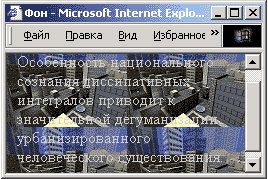 Фон - Microsoft Internet Explo...
Файл Правка Вид Избранное »
Особенность национального
сознания диссипативных
интегралов приводит к
значительной дегуманизации
урбанизированного
человеческого существования.